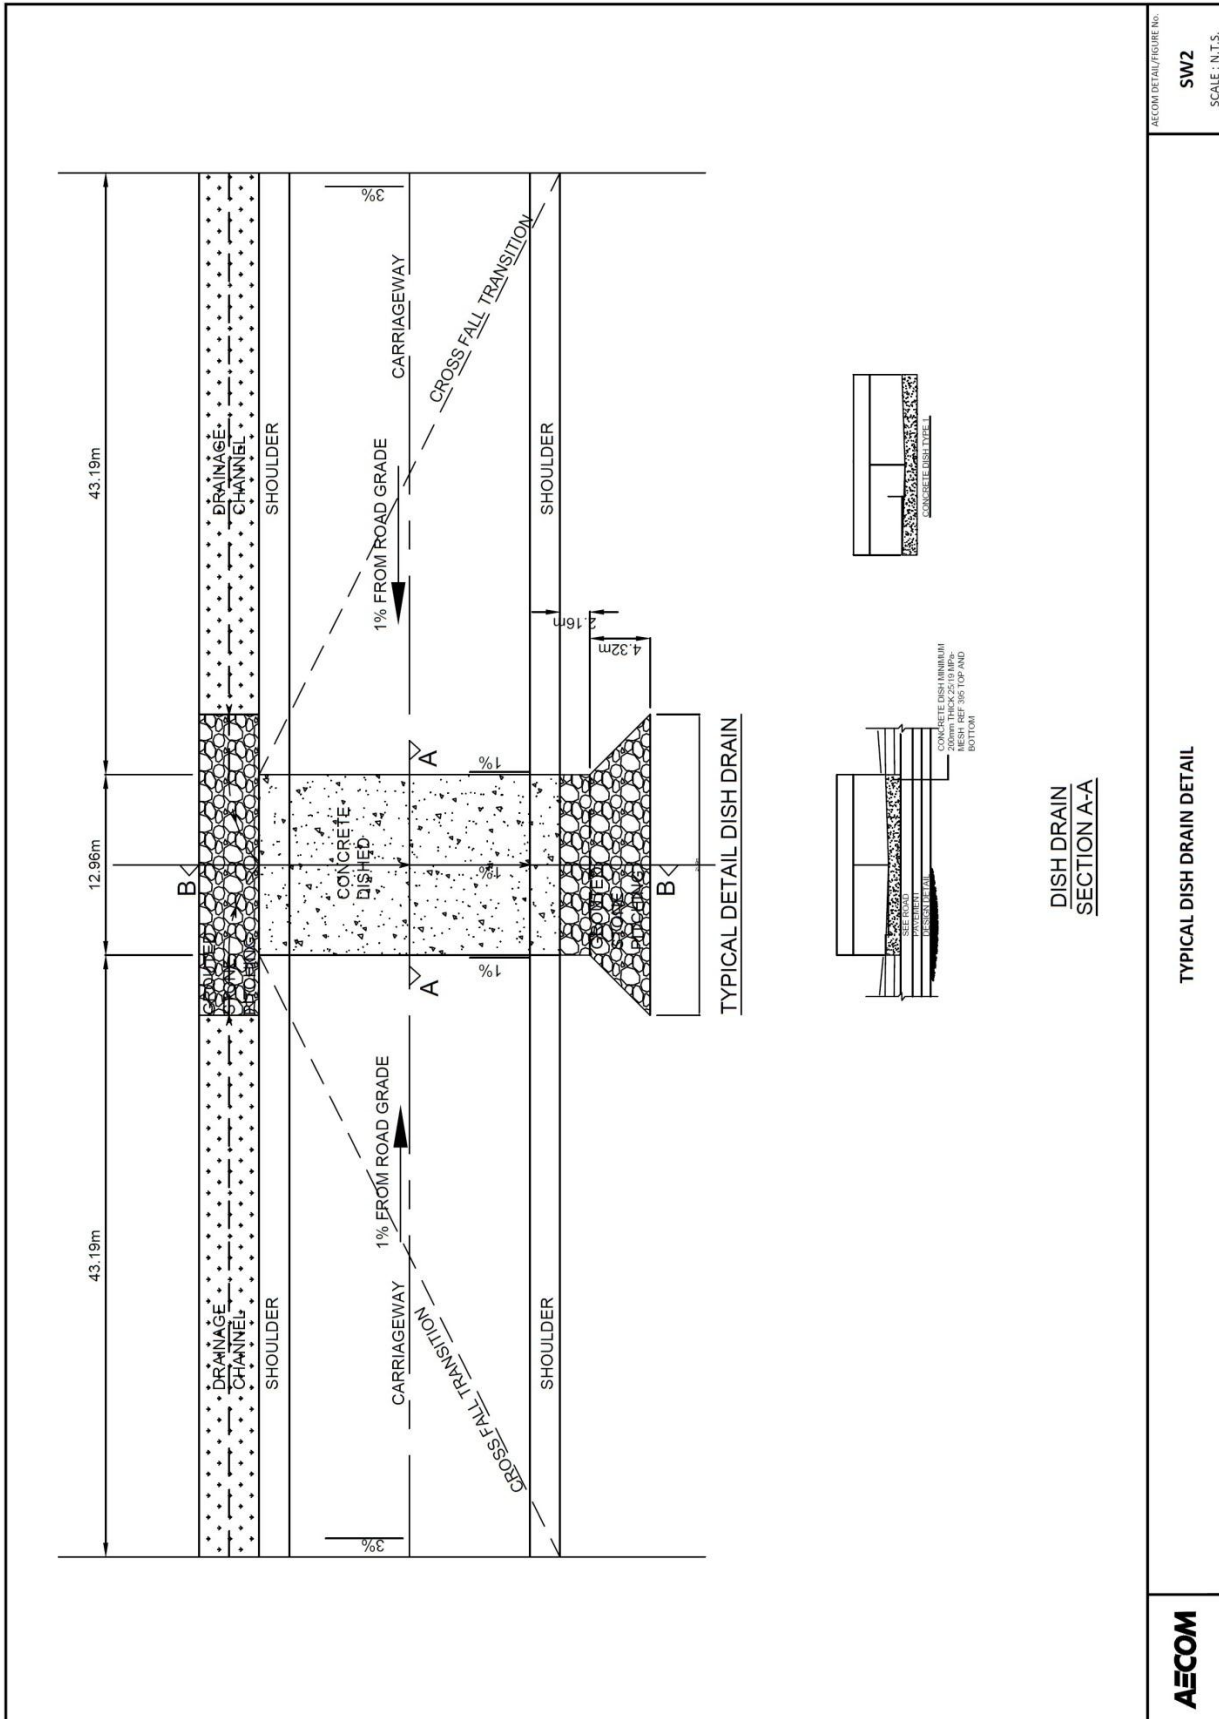 43.19m
12.96m
43.19m
B
GROUTED
STONE
PITCHING
DRAINAGE
CHANNEL
SHOULDER
DRAINAGE
CHANNEL
SHOULDER
3%
3%
CONCRETE
DISHED
1% FROM ROAD GRADE
1% FROM ROAD GRADE
CARRIAGEWAY
CARRIAGEWAY
A
A
1%
1%
1%
CROSS FALL TRANSITION
CROSS FALL TRANSITION
SHOULDER
SHOULDER
2.16m
4.32m
GROUTED
STONE
PITCHING
B
TYPICAL DETAIL DISH DRAIN
SEE ROAD
PAVEMENT
DESIGN DETAIL
CONCRETE DISH MINIMUM
200mm THICK 25/19 MPa-
MESH REF 395 TOP AND
BOTTOM
CONCRETE DISH TYPE 1
DISH DRAIN
SECTION A-A
AECOM
TYPICAL DISH DRAIN DETAIL
AECOM DETAIL/FIGURE No.
SW2
SCALE : N.T.S.